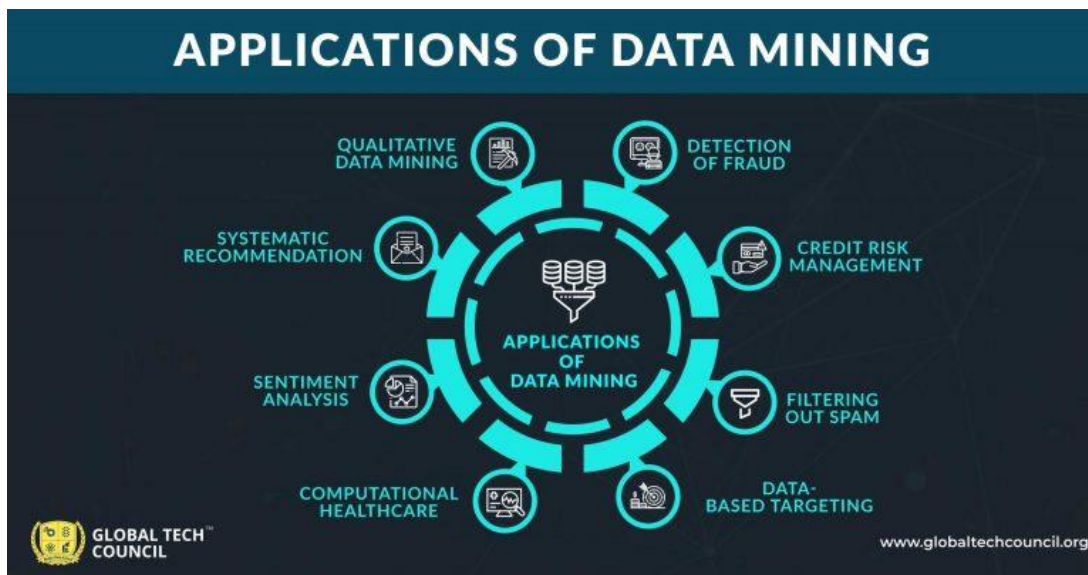 APPLICATIONS OF DATA MINING
QUALITATIVE
DATA MINING
DETECTION
OF FRAUD
SYSTEMATIC
RECOMMENDATION
CREDIT RISK
MANAGEMENT
APPLICATIONS
OF
DATA MINING
SENTIMENT
ANALYSIS
FILTERING
OUT SPAM
COMPUTATIONAL
HEALTHCARE
DATA-
BASED TARGETING
GLOBAL TECH™
COUNCIL
www.globaltechcouncil.org